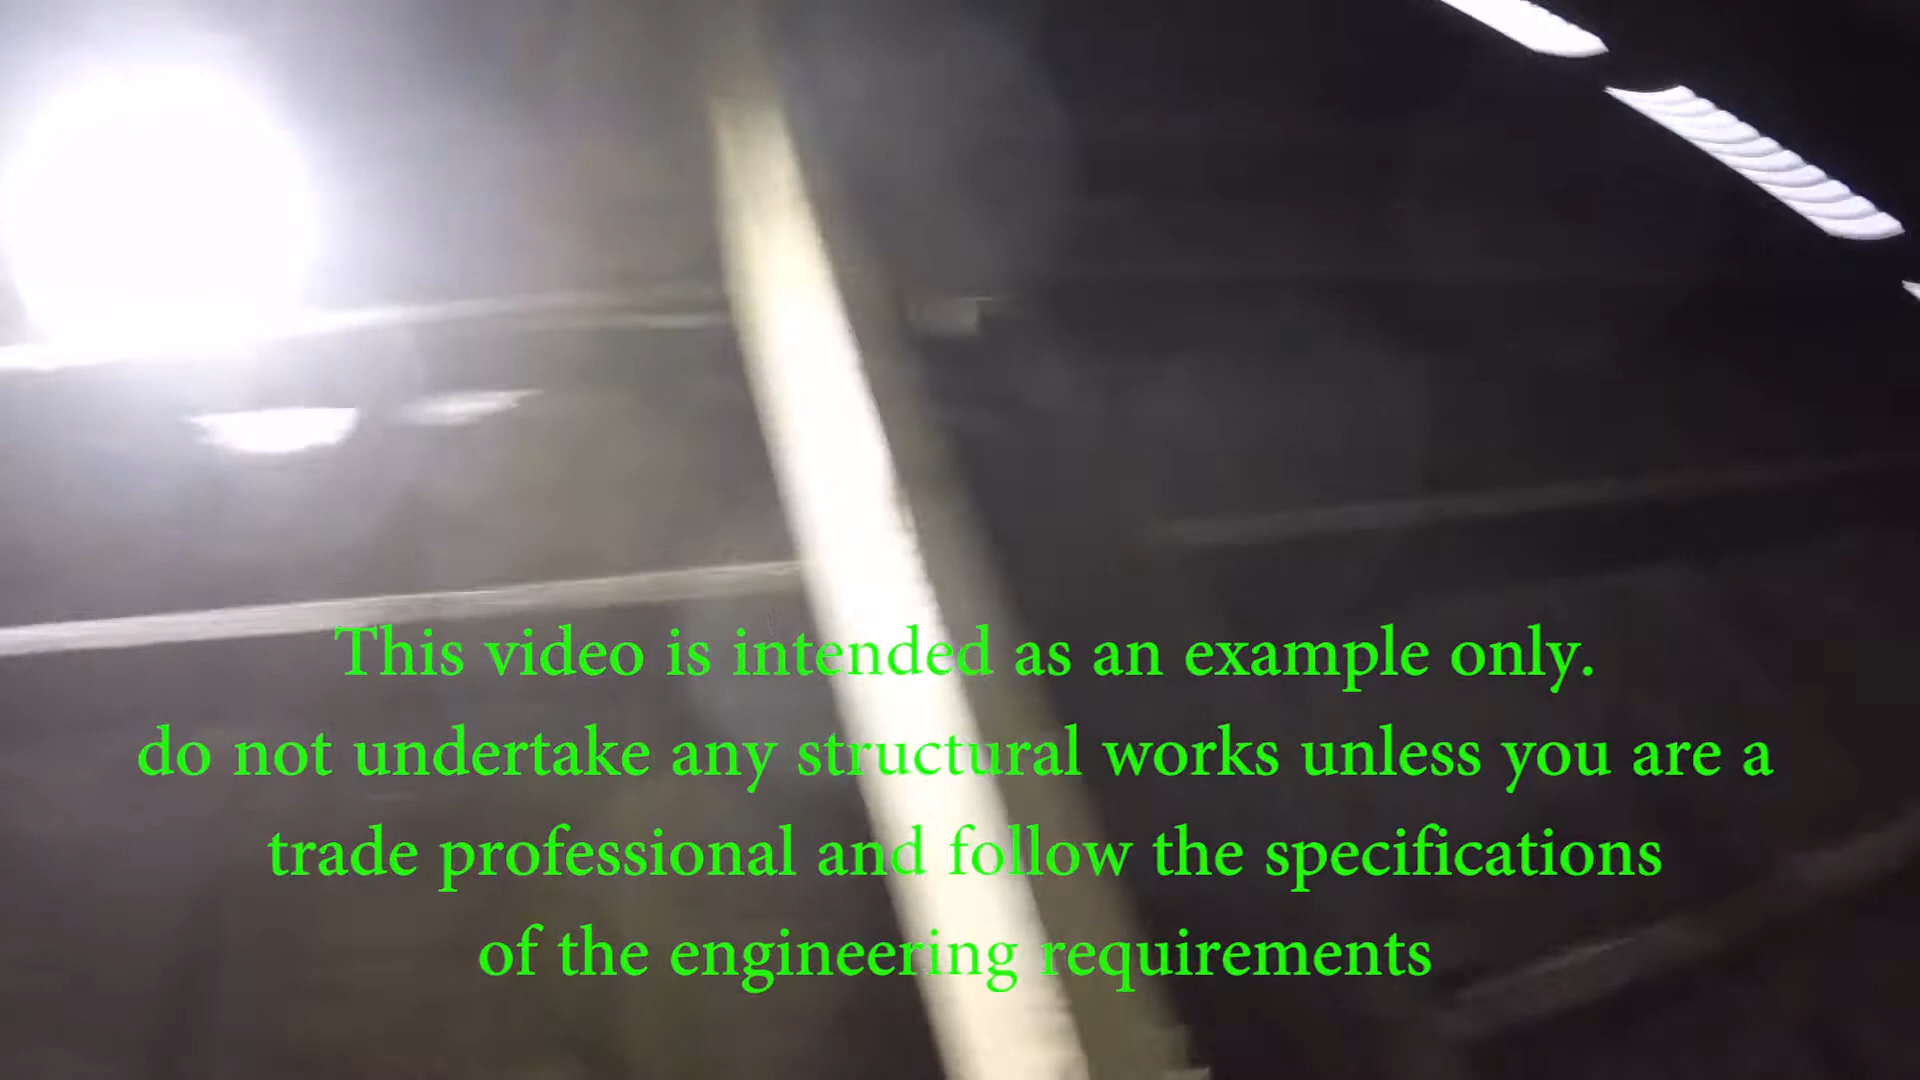 This video is intended as an example only.
do not undertake any structural works unless you are a
trade professional and follow the specifications
of the engineering requirements